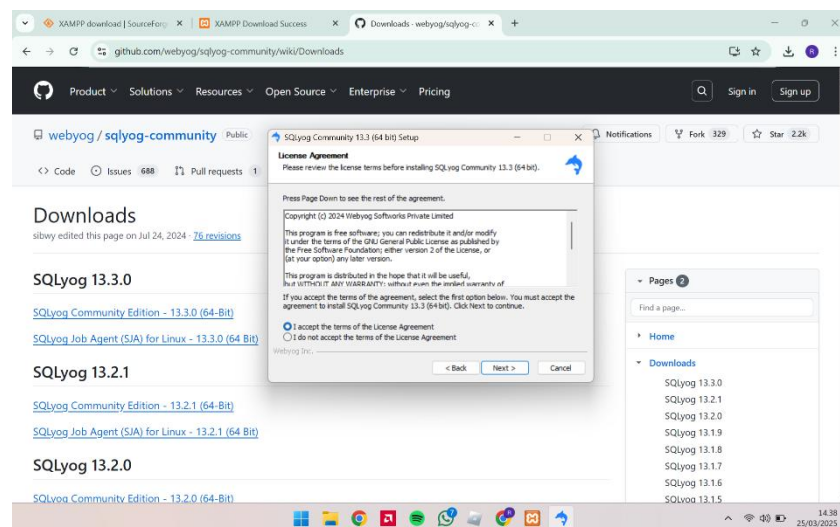 XAMPP download | SourceForg
XAMPP Download Success
Downloads · webyog/sqlyog-co
github.com/webyog/sqlyog-community/wiki/Downloads
R
Product Solutions Resources Open Source Enterprise Pricing
Sign in Sign up
webyog / sqlyog-community Public
Notifications Fork 329 Star 2.2k
Code Issues 688 Pull requests 1
Downloads
sibwy edited this page on Jul 24, 2024 · 76 revisions
SQLyog 13.3.0
SQLyog Community Edition - 13.3.0 (64-Bit)
SQLyog Job Agent (SJA) for Linux - 13.3.0 (64 Bit)
SQLyog 13.2.1
SQLyog Community Edition - 13.2.1 (64-Bit)
SQLyog Job Agent (SJA) for Linux - 13.2.1 (64 Bit)
SQLyog 13.2.0
SQLyog Community Edition - 13.2.0 (64-Bit)
SQLyog Community 13.3 (64 bit) Setup
License Agreement
Please review the license terms before installing SQLyog Community 13.3 (64 bit).
Press Page Down to see the rest of the agreement.
Copyright (c) 2024 Webyog Softworks Private Limited
This program is free software; you can redistribute it and/or modify
it under the terms of the GNU General Public License as published by
the Free Software Foundation; either version 2 of the License, or
(at your option) any later version.
This program is distributed in the hope that it will be useful,
but WITHOUT ANY WARRANTY; without even the implied warranty of
If you accept the terms of the agreement, select the first option below. You must accept the
agreement to install SQLyog Community 13.3 (64 bit). Click Next to continue.
I accept the terms of the License Agreement
I do not accept the terms of the License Agreement
Webyog Inc.
< Back Next > Cancel
Pages 2
Find a page...
Home
Downloads
SQLyog 13.3.0
SQLyog 13.2.1
SQLyog 13.2.0
SQLyog 13.1.9
SQLyog 13.1.8
SQLyog 13.1.7
SQLyog 13.1.6
SQLyog 13.1.5
14.38
25/03/2025